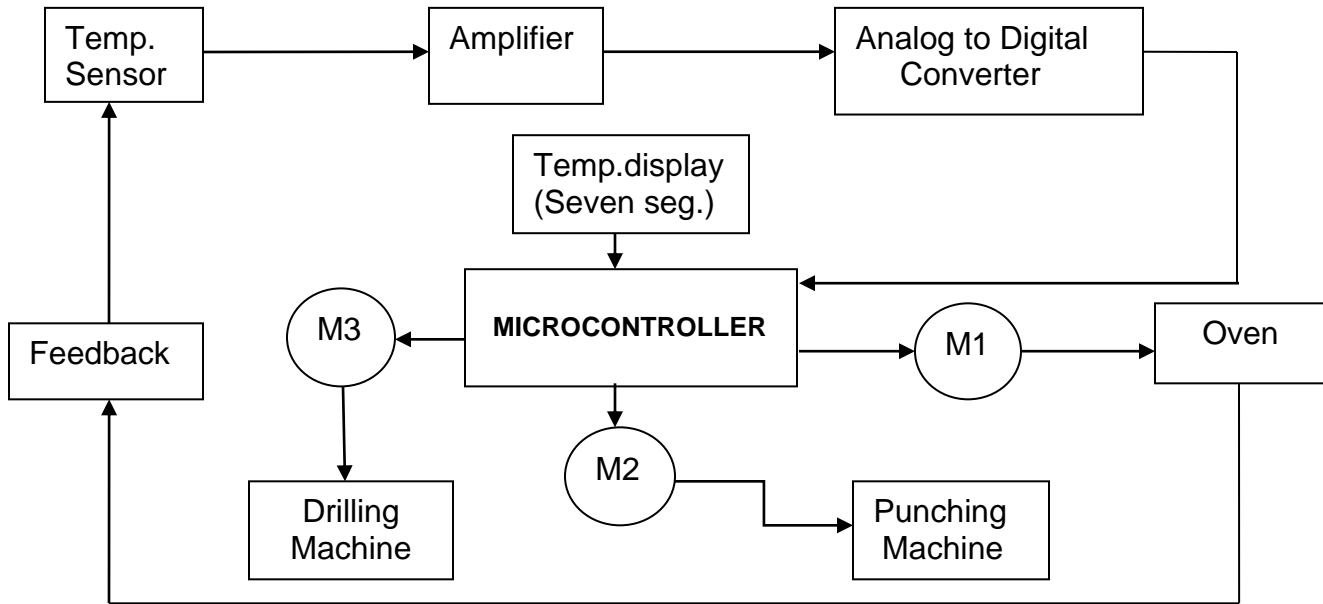 Temp.
Sensor
Amplifier
Analog to Digital
Converter
Temp.display
(Seven seg.)
M3
MICROCONTROLLER
M1
Oven
Feedback
M2
Drilling
Machine
Punching
Machine